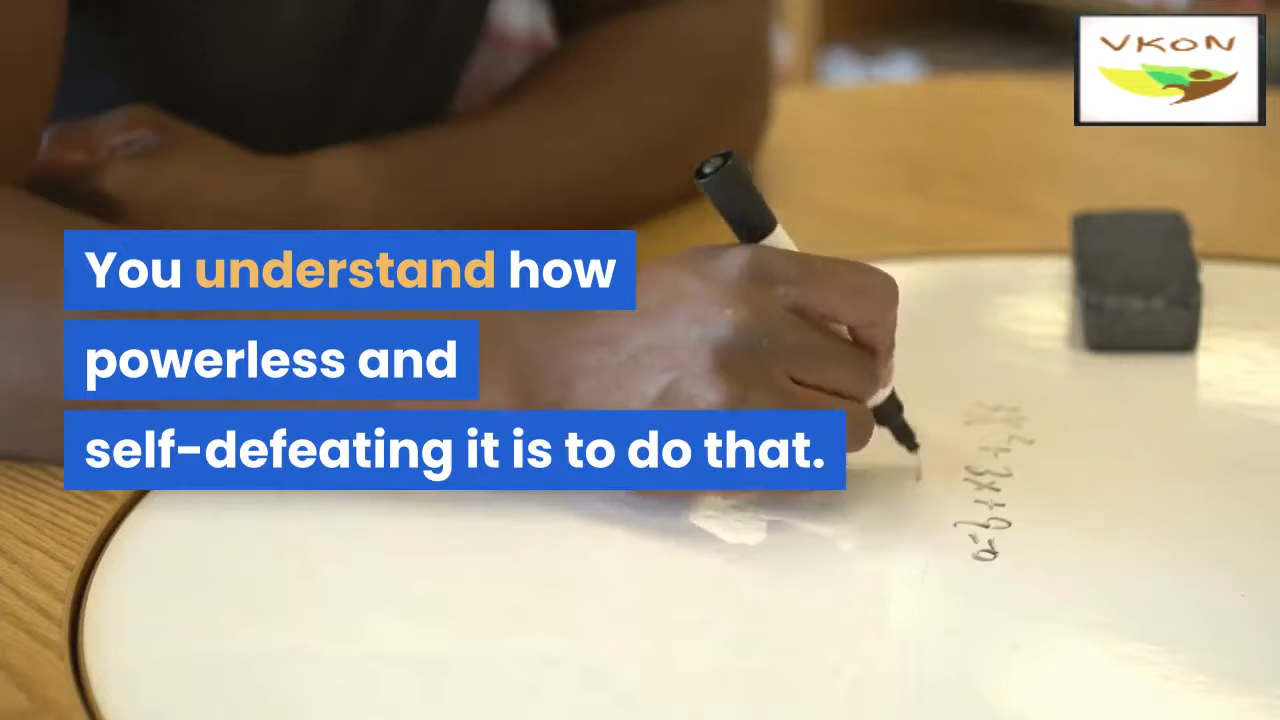 VKON
You understand how
powerless and
self-defeating it is to do that.